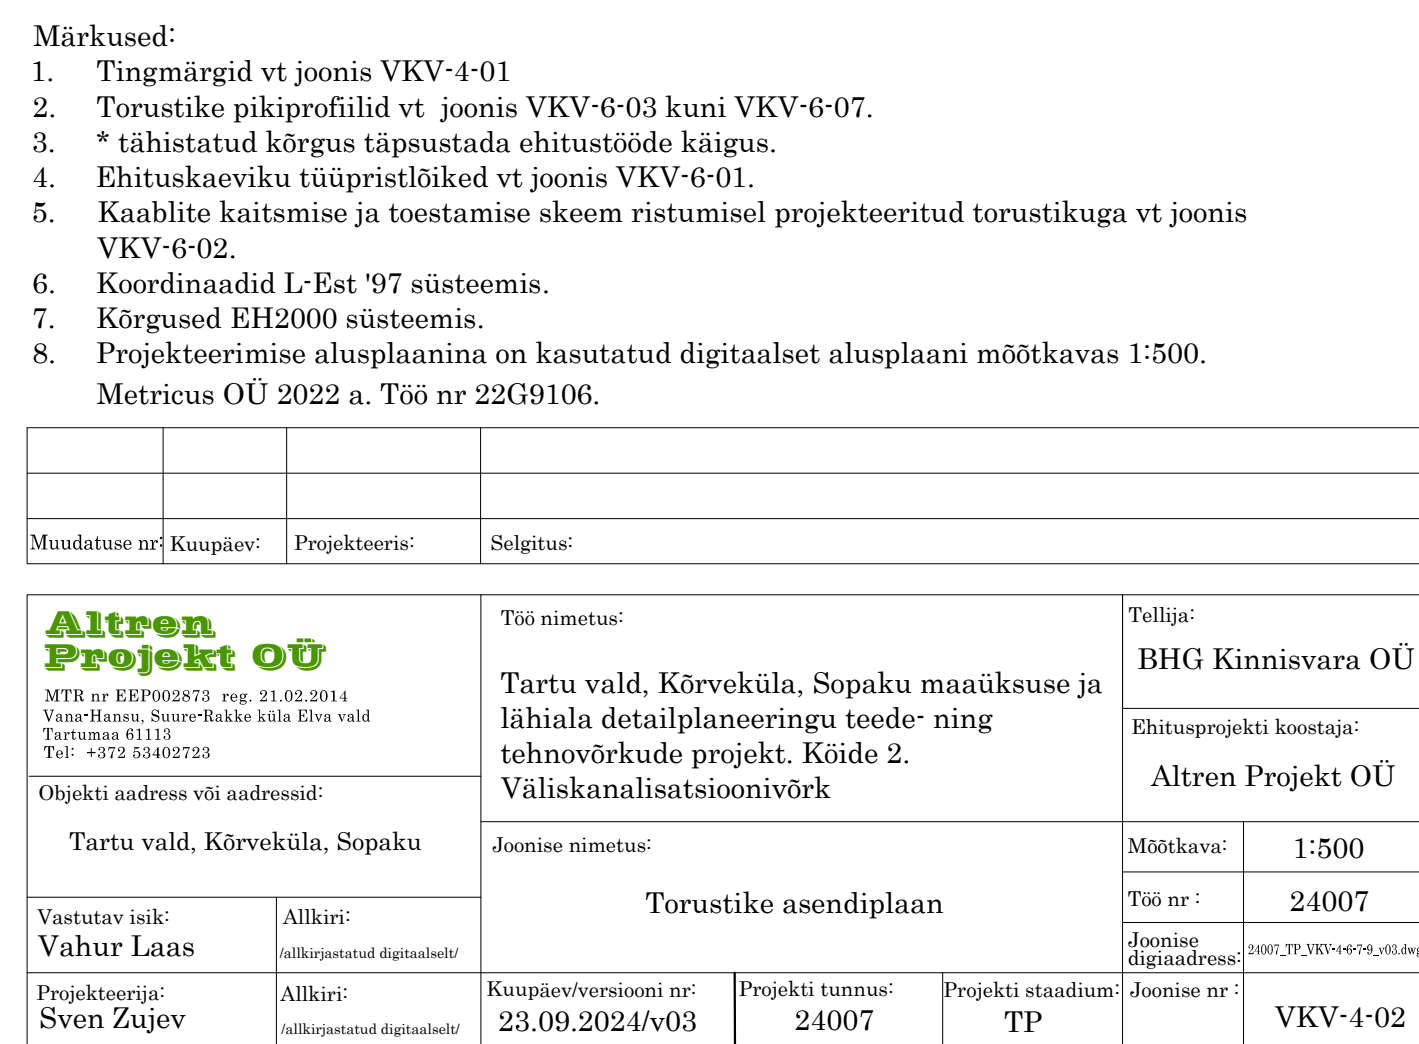 Märkused:
1. Tingmärgid vt joonis VKV-4-01
2. Torustike pikiprofiilid vt joonis VKV-6-03 kuni VKV-6-07.
3. * tähistatud kõrgus täpsustada ehitustööde käigus.
4. Ehituskaeviku tüüpristlõiked vt joonis VKV-6-01.
5. Kaablite kaitsmise ja toestamise skeem ristumisel projekteeritud torustikuga vt joonis
VKV-6-02.
6. Koordinaadid L-Est '97 süsteemis.
7. Kõrgused EH2000 süsteemis.
8. Projekteerimise alusplaanina on kasutatud digitaalset alusplaani mõõtkavas 1:500.
Metricus OÜ 2022 a. Töö nr 22G9106.
Muudatuse nr: Kuupäev: Projekteeris: Selgitus:
Altren
Projekt OÜ
MTR nr EEP002873 reg. 21.02.2014
Vana-Hansu, Suure-Rakke küla Elva vald
Tartumaa 61113
Tel: +372 53402723
Objekti aadress või aadressid:
Tartu vald, Kõrveküla, Sopaku
Vastutav isik:
Vahur Laas
Allkiri:
/allkirjastatud digitaalselt/
Projekteerija:
Sven Zujev
Allkiri:
/allkirjastatud digitaalselt/
Töö nimetus:
Tartu vald, Kõrveküla, Sopaku maaüksuse ja
lähiala detailplaneeringu teede- ning
tehnovõrkude projekt. Köide 2.
Väliskanalisatsioonivõrk
Joonise nimetus:
Torustike asendiplaan
Kuupäev/versiooni nr:
23.09.2024/v03
Projekti tunnus:
24007
Projekti staadium:
TP
Tellija:
BHG Kinnisvara OÜ
Ehitusprojekti koostaja:
Altren Projekt OÜ
Mõõtkava: 1:500
Töö nr : 24007
Joonise
digiaadress: 24007_TP_VKV-4-6-7-9_v03.dwg
Joonise nr :
VKV-4-02